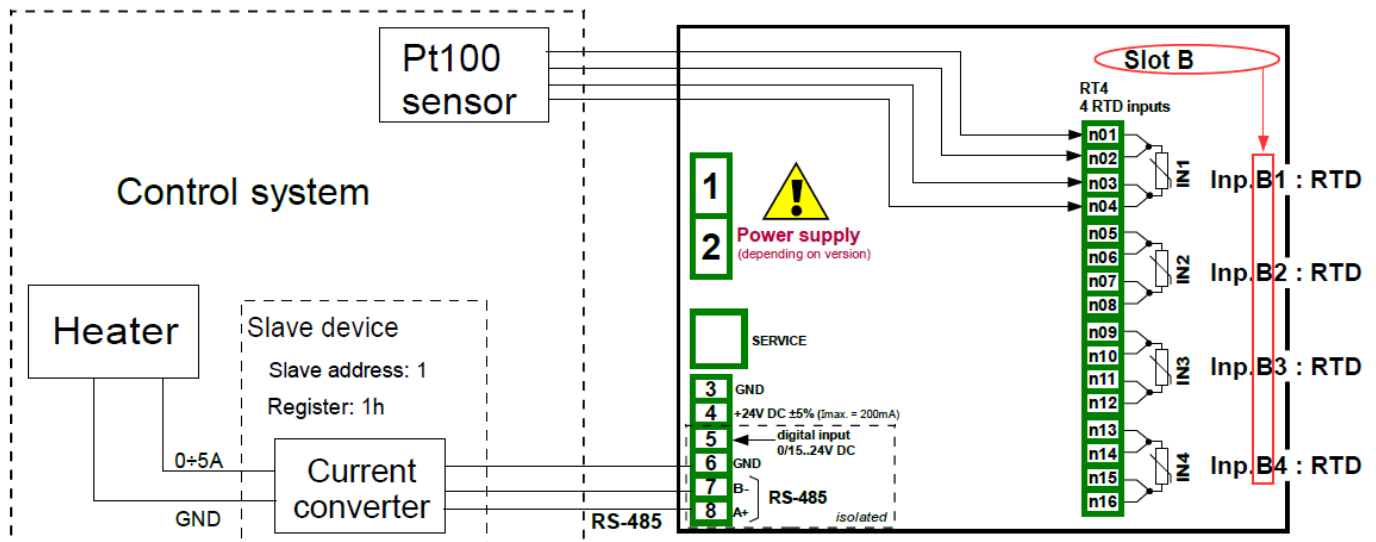 Control system
Pt100
sensor
Heater
Slave device
Slave address: 1
Register: 1h
0÷5A
GND
Current
converter
RS-485
1
2
Power supply
(depending on version)
SERVICE
3 GND
4 +24V DC ±5% (Imax. = 200mA)
5 digital input
0/15..24V DC
6 GND
7 B-
8 A+
RS-485
isolated
Slot B
RT4
4 RTD inputs
n01
n02
n03
n04
IN1
Inp.B1 : RTD
n05
n06
n07
n08
IN2
Inp.B2 : RTD
n09
n10
n11
n12
IN3
Inp.B3 : RTD
n13
n14
n15
n16
IN4
Inp.B4 : RTD